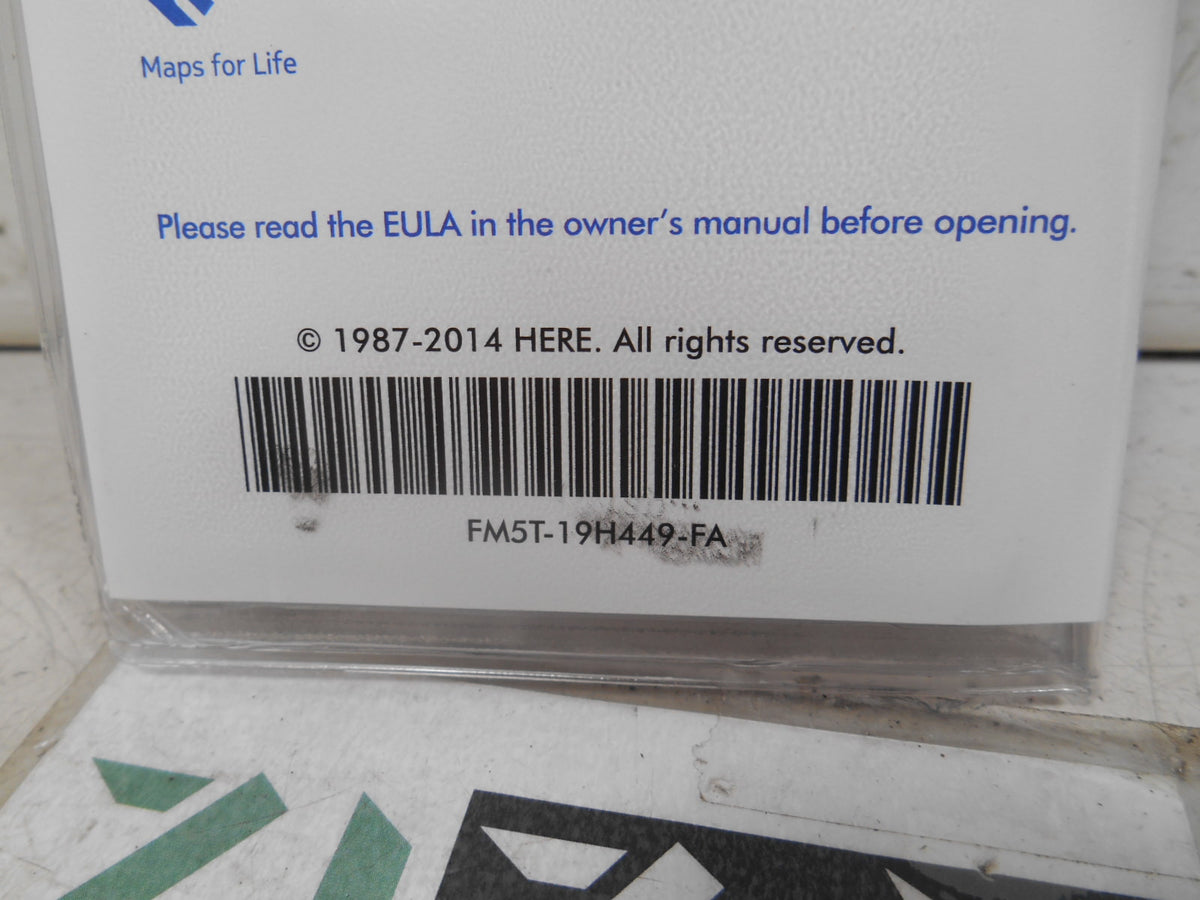 Maps for Life
Please read the EULA in the owner's manual before opening.
© 1987-2014 HERE. All rights reserved.
FM5T-19H449-FA